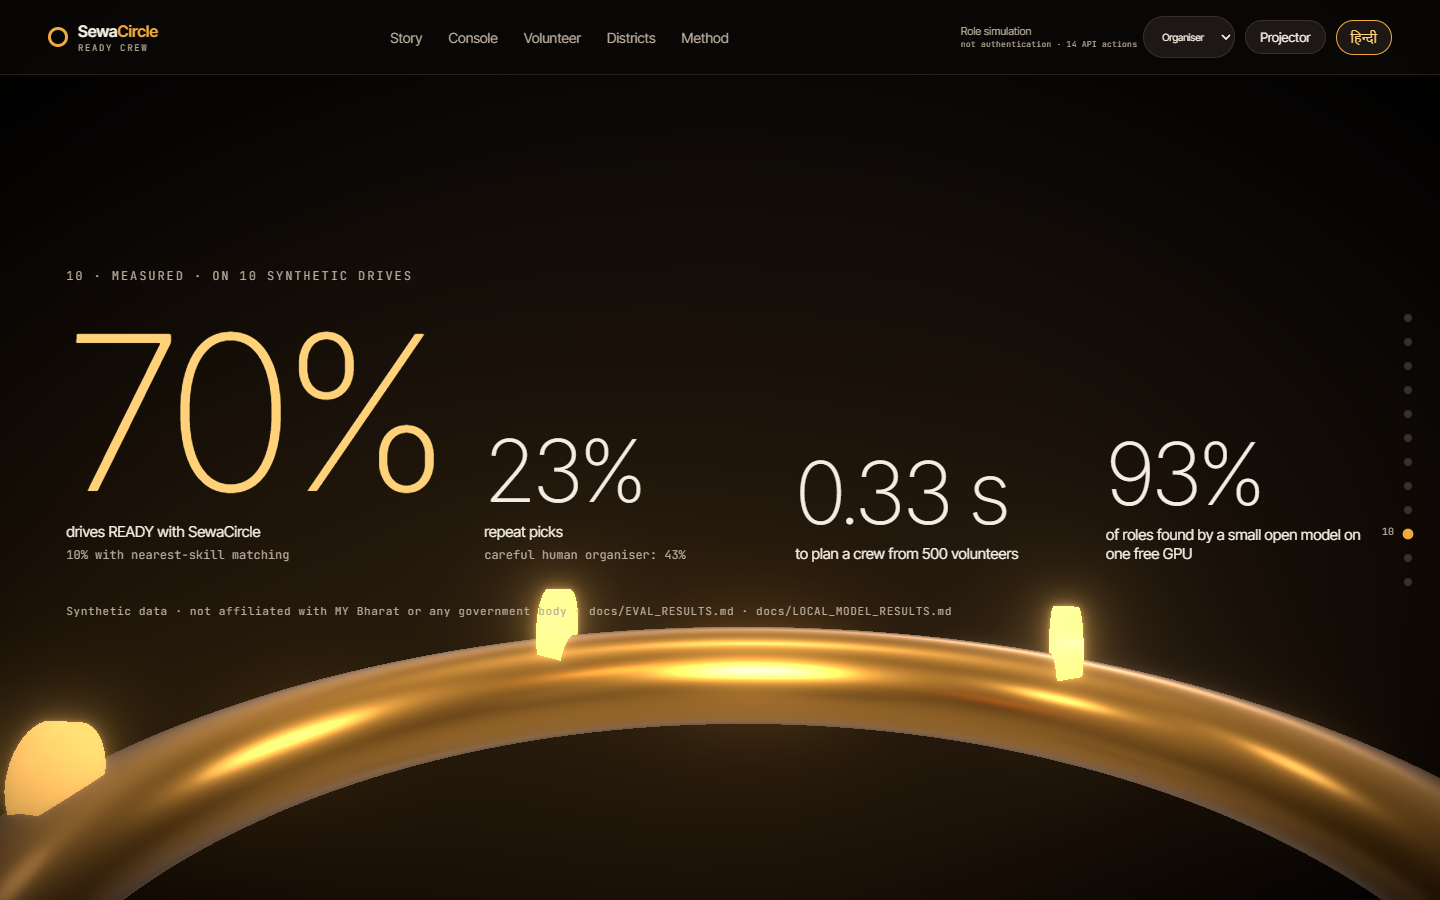 SewaCircle
READY CREW
Story
Console
Volunteer
Districts
Method
Role simulation
not authentication · 14 API actions
Organiser
Projector
हिन्दी
10 · MEASURED · ON 10 SYNTHETIC DRIVES
70%
drives READY with SewaCircle
10% with nearest-skill matching
23%
repeat picks
careful human organiser: 43%
0.33 s
to plan a crew from 500 volunteers
93%
of roles found by a small open model on
one free GPU
10
Synthetic data · not affiliated with MY Bharat or any government body · docs/EVAL_RESULTS.md · docs/LOCAL_MODEL_RESULTS.md